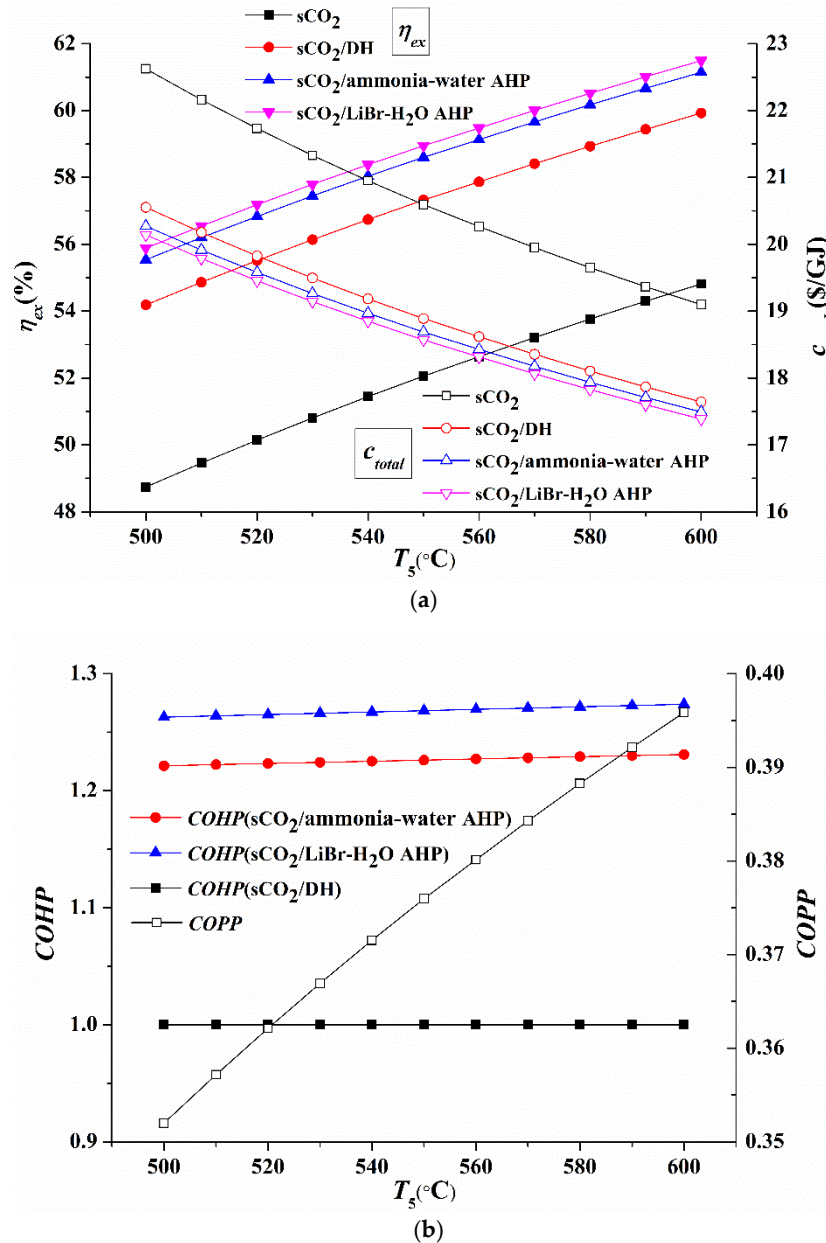 sCO2
sCO2/DH
sCO2/ammonia-water AHP
sCO2/LiBr-H2O AHP
ηex
62
60
58
56
54
52
50
48
ηex(%)
23
22
21
20
19
18
17
16
c ($/GJ)
sCO2
sCO2/DH
sCO2/ammonia-water AHP
sCO2/LiBr-H2O AHP
ctotal
500 520 540 560 580 600
T5(°C)
(a)
1.3
1.2
1.1
1.0
0.9
COHP
0.40
0.39
0.38
0.37
0.36
0.35
COPP
COHP(sCO2/ammonia-water AHP)
COHP(sCO2/LiBr-H2O AHP)
COHP(sCO2/DH)
COPP
500 520 540 560 580 600
T5(°C)
(b)